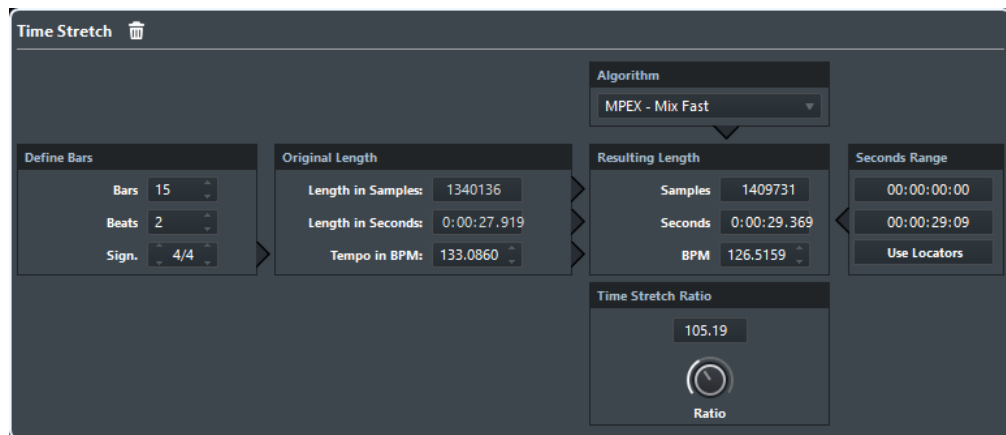 Time Stretch
Algorithm
MPEX - Mix Fast
Define Bars
Bars 15
Beats 2
Sign. 4/4
Original Length
Length in Samples: 1340136
Length in Seconds: 0:00:27.919
Tempo in BPM: 133.0860
Resulting Length
Samples 1409731
Seconds 0:00:29.369
BPM 126.5159
Seconds Range
00:00:00:00
00:00:29:09
Use Locators
Time Stretch Ratio
105.19
Ratio